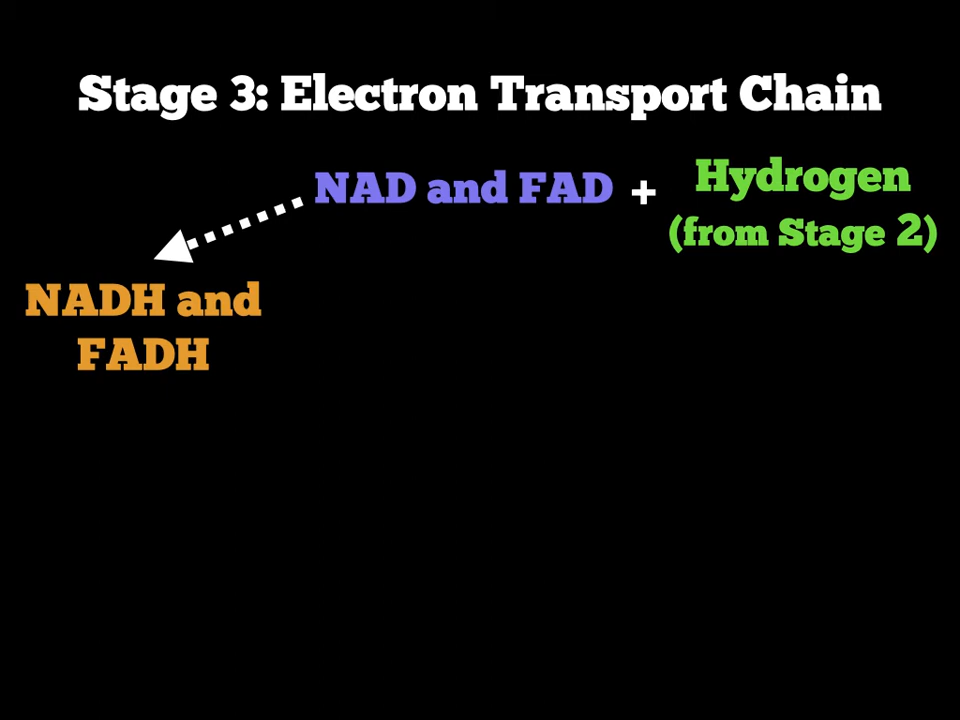 Stage 3: Electron Transport Chain
NAD and FAD + Hydrogen
(from Stage 2)
NADH and
FADH